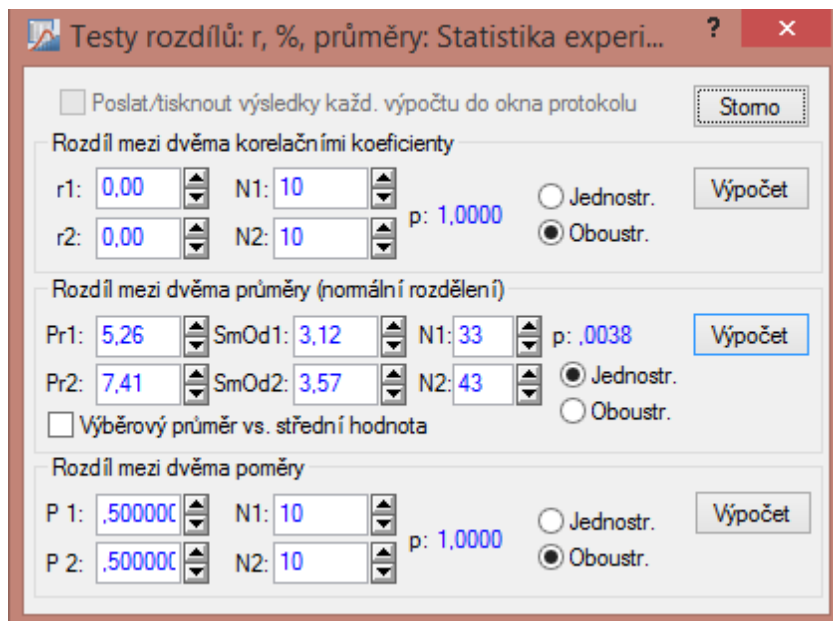 Testy rozdílů: r, %, průměry: Statistika experi... ? ×
Poslat/tisknout výsledky každ. výpočtu do okna protokolu Storno
Rozdíl mezi dvěma korelačními koeficienty
r1: 0,00 N1: 10 Jednostr. Výpočet
p: 1,0000
r2: 0,00 N2: 10 Oboustr.
Rozdíl mezi dvěma průměry (normální rozdělení)
Pr1: 5,26 SmOd1: 3,12 N1: 33 p: ,0038 Výpočet
Pr2: 7,41 SmOd2: 3,57 N2: 43 Jednostr.
Oboustr.
Výběrový průměr vs. střední hodnota
Rozdíl mezi dvěma poměry
P 1: ,500000 N1: 10 Jednostr. Výpočet
p: 1,0000
P 2: ,500000 N2: 10 Oboustr.